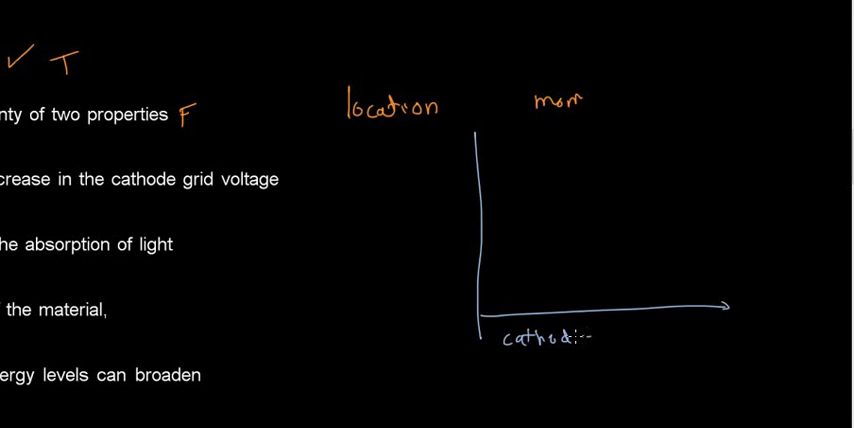 ✓ T
nty of two properties F
location mom
crease in the cathode grid voltage
he absorption of light
the material,
cathod
ergy levels can broaden